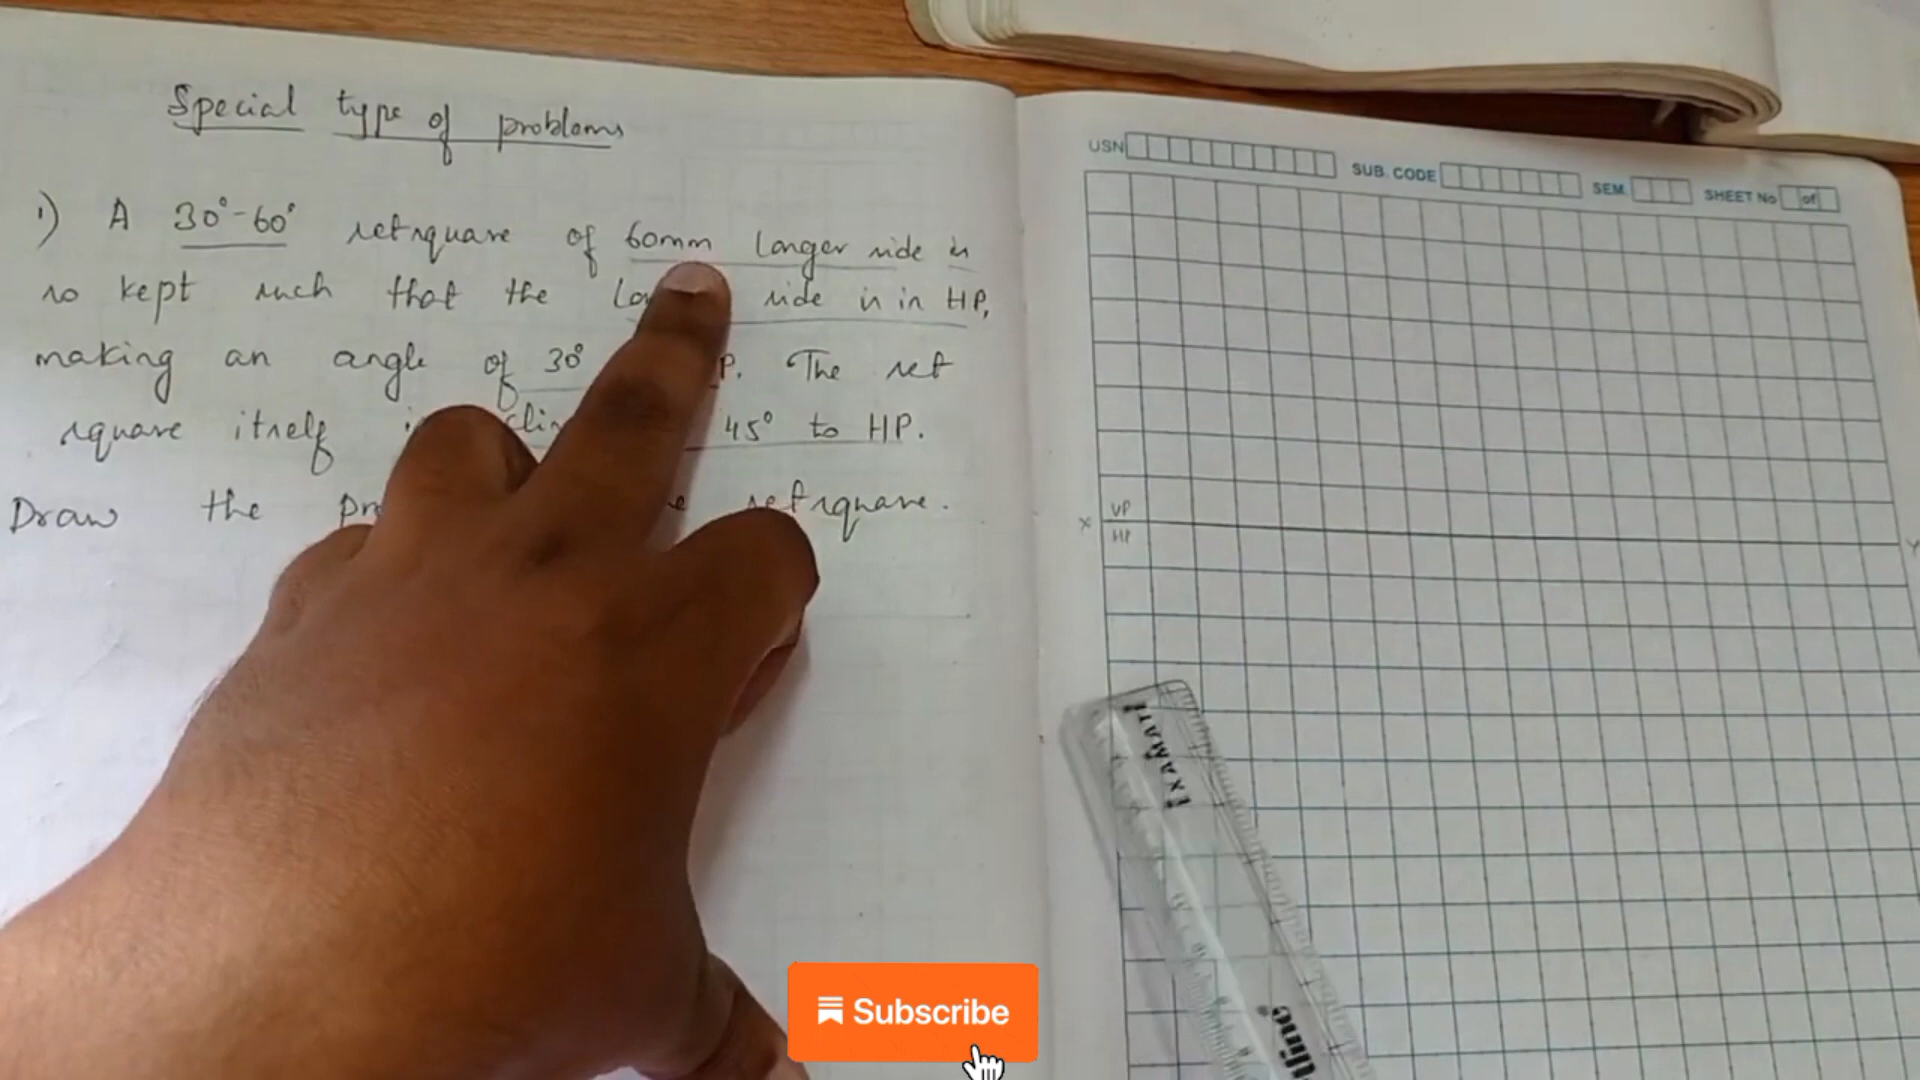 Special type of problems
1) A 30°-60° setsquare of 60mm longer side is
so kept such that the side is in HP,
making an angle of 30° P. The set
square itself 45° to HP.
Draw the setsquare.
USN SUB. CODE SEM. SHEET No of
VP
X Y
HP
EXAM
Subscribe